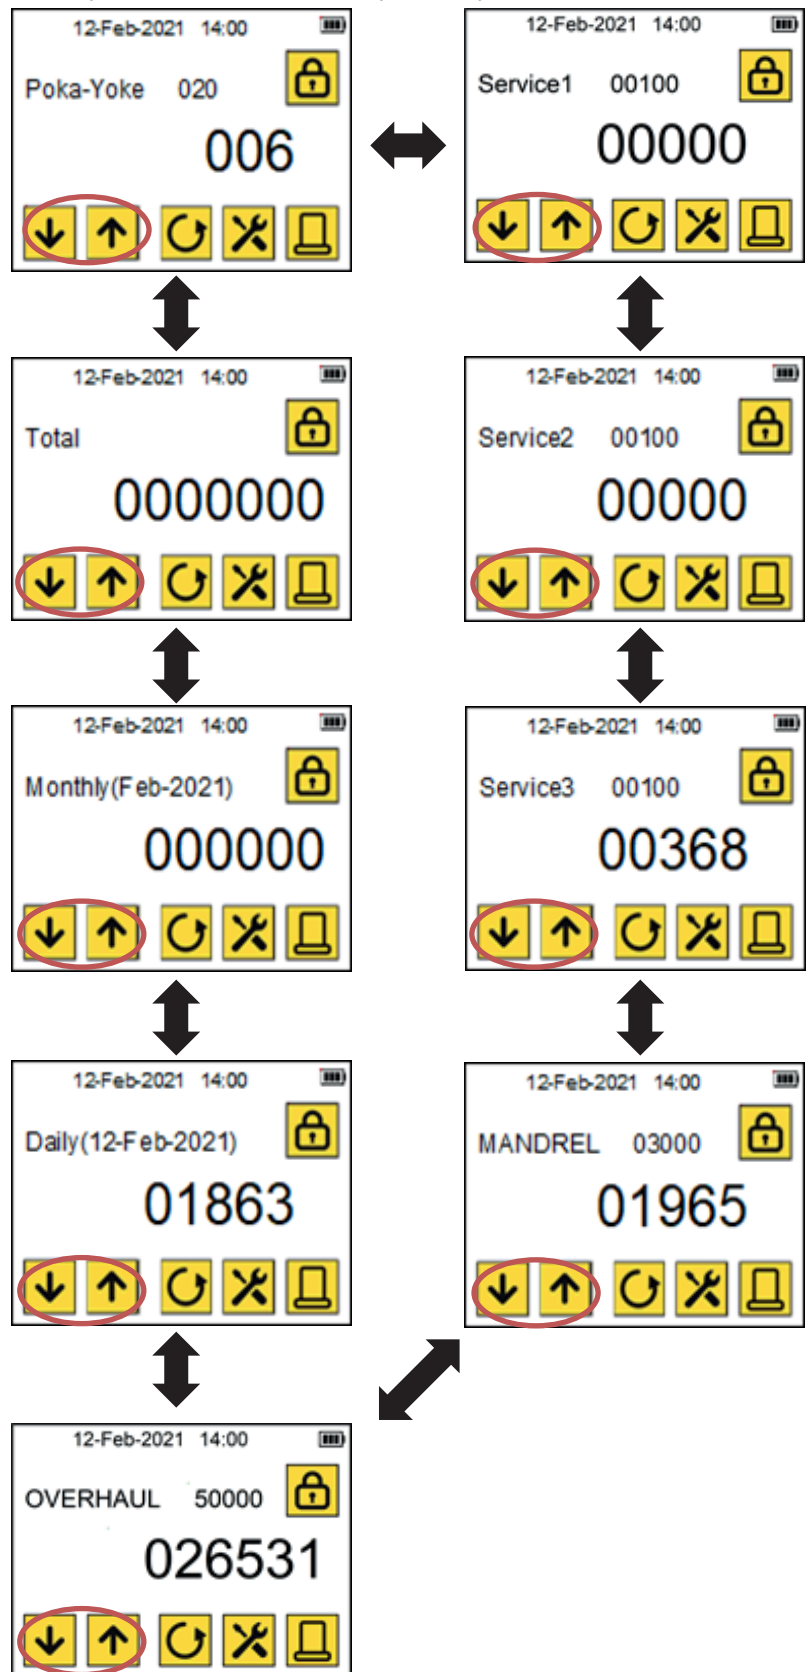 12-Feb-2021 14:00
Poka-Yoke 020
006
12-Feb-2021 14:00
Service1 00100
00000
12-Feb-2021 14:00
Total
0000000
12-Feb-2021 14:00
Service2 00100
00000
12-Feb-2021 14:00
Monthly(Feb-2021)
000000
12-Feb-2021 14:00
Service3 00100
00368
12-Feb-2021 14:00
Daily(12-Feb-2021)
01863
12-Feb-2021 14:00
MANDREL 03000
01965
12-Feb-2021 14:00
OVERHAUL 50000
026531